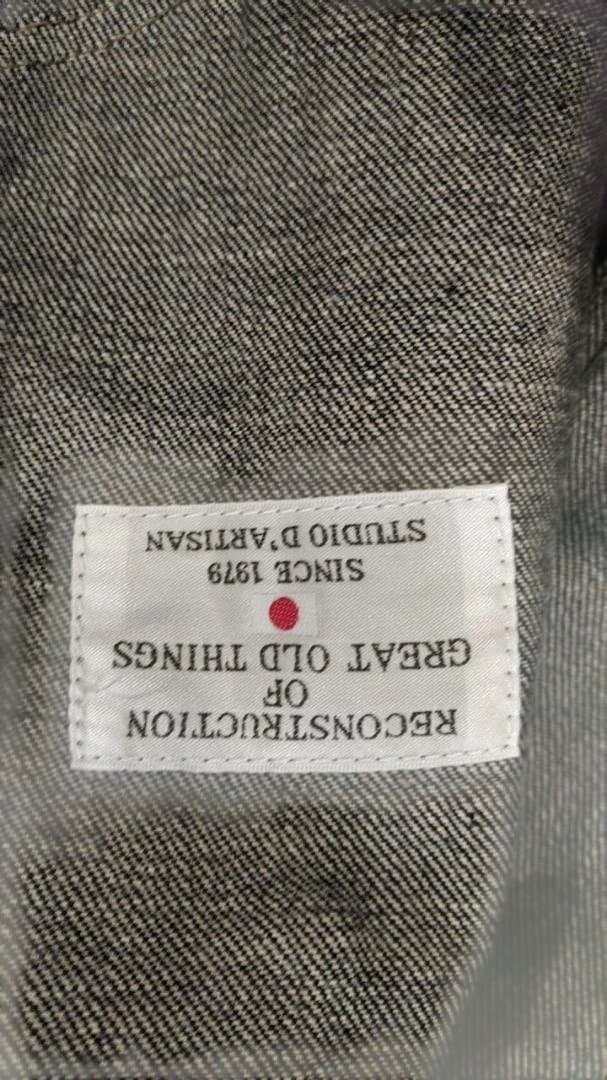 RECONSTRUCTION
OF
GREAT OLD THINGS
SINCE 1979
STUDIO D'ARTISAN